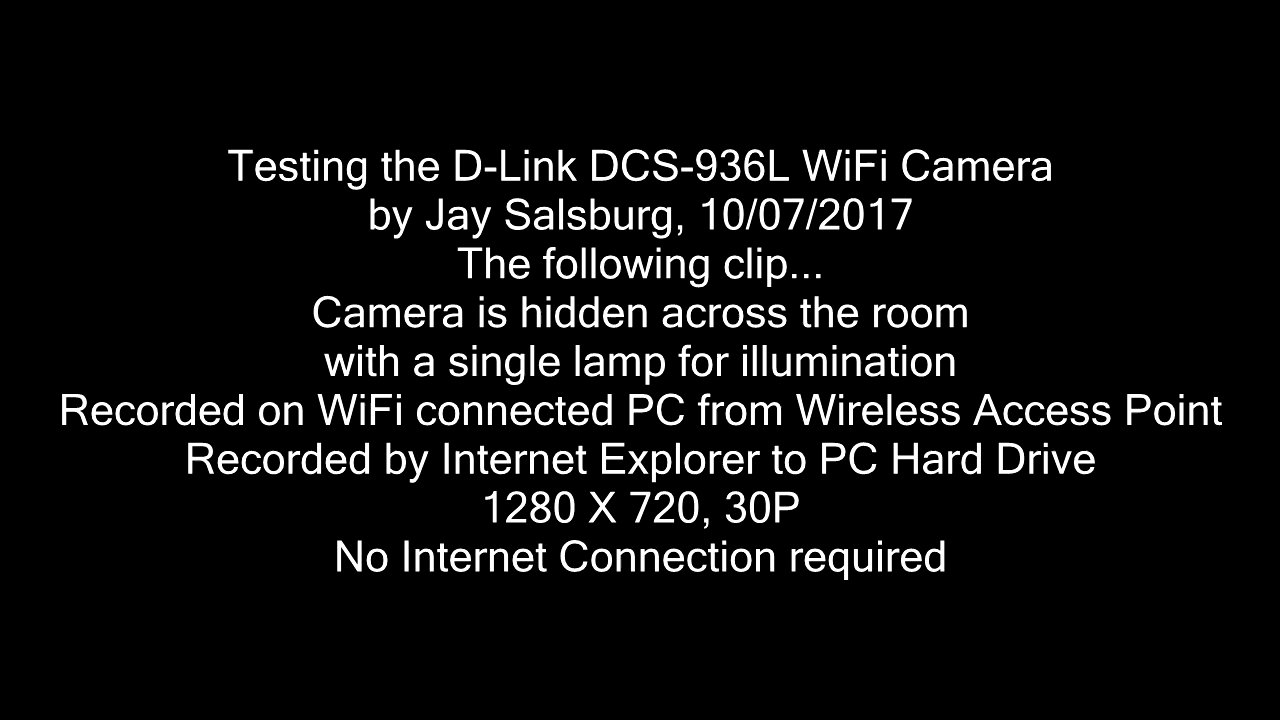 Testing the D-Link DCS-936L WiFi Camera
by Jay Salsburg, 10/07/2017
The following clip...
Camera is hidden across the room
with a single lamp for illumination
Recorded on WiFi connected PC from Wireless Access Point
Recorded by Internet Explorer to PC Hard Drive
1280 X 720, 30P
No Internet Connection required